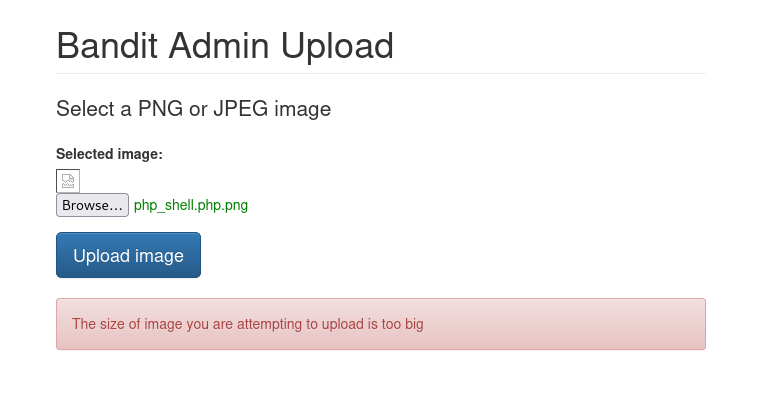 Bandit Admin Upload
Select a PNG or JPEG image
Selected image:
Browse... php_shell.php.png
Upload image
The size of image you are attempting to upload is too big